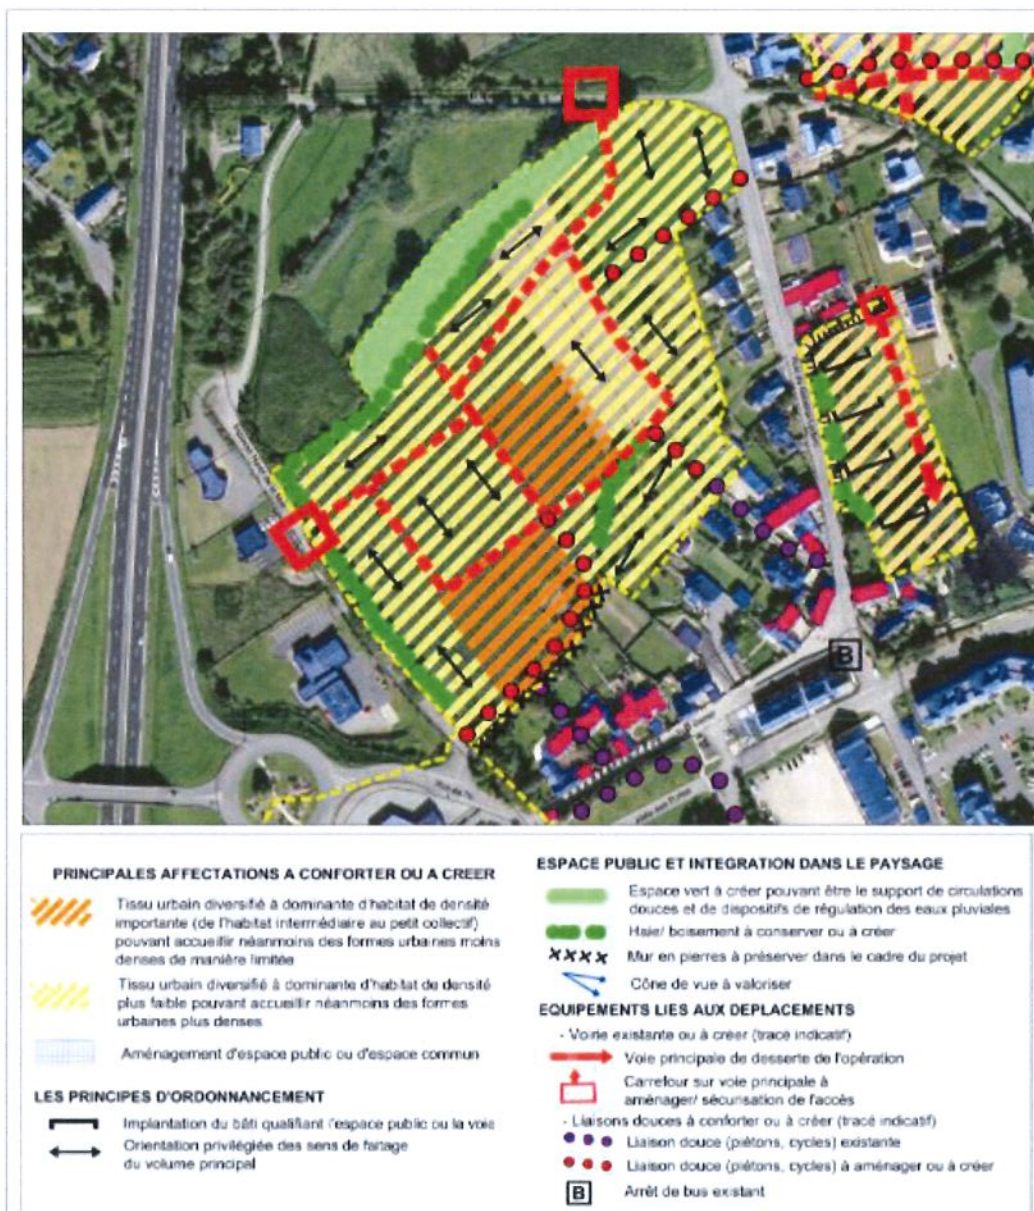 B
PRINCIPALES AFFECTATIONS A CONFORTER OU A CREER
Tissu urbain diversifié à dominante d'habitat de densité
importante (de l'habitat intermédiaire au petit collectif)
pouvant accueillir néanmoins des formes urbaines moins
denses de manière limitée
Tissu urbain diversifié à dominante d'habitat de densité
plus faible pouvant accueillir néanmoins des formes
urbaines plus denses
Aménagement d'espace public ou d'espace commun
LES PRINCIPES D'ORDONNANCEMENT
Implantation du bâti qualifiant l'espace public ou la voie
Orientation privilégiée des sens de faitage
du volume principal
ESPACE PUBLIC ET INTEGRATION DANS LE PAYSAGE
Espace vert à créer pouvant être le support de circulations
douces et de dispositifs de régulation des eaux pluviales
Haie/ boisement à conserver ou à créer
Mur en pierres à préserver dans le cadre du projet
Cône de vue à valoriser
EQUIPEMENTS LIES AUX DEPLACEMENTS
- Voirie existante ou à créer (tracé indicatif)
Voie principale de desserte de l'opération
Carrefour sur voie principale à
aménager/ sécurisation de l'accès
- Liaisons douces à conforter ou à créer (tracé indicatif)
Liaison douce (piétons, cycles) existante
Liaison douce (piétons, cycles) à aménager ou à créer
B Arrêt de bus existant